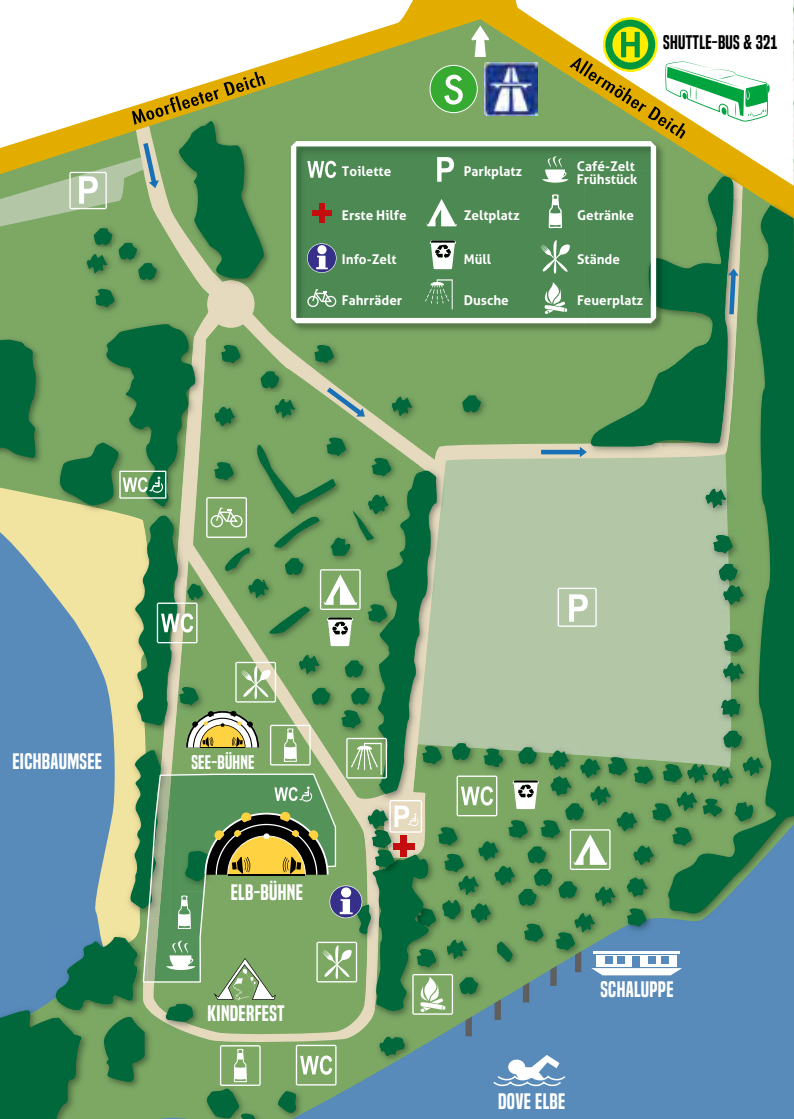 H
SHUTTLE-BUS & 321
Moorfleeter Deich
Allermöher Deich
S
P
WC Toilette
P Parkplatz
Café-Zelt
Frühstück
Erste Hilfe
Zeltplatz
Getränke
i Info-Zelt
Müll
Stände
Fahrräder
Dusche
Feuerplatz
WC
P
WC
SEE-BÜHNE
EICHBAUMSEE
WC
WC
P
ELB-BÜHNE
i
KINDERFEST
SCHALUPPE
WC
DOVE ELBE